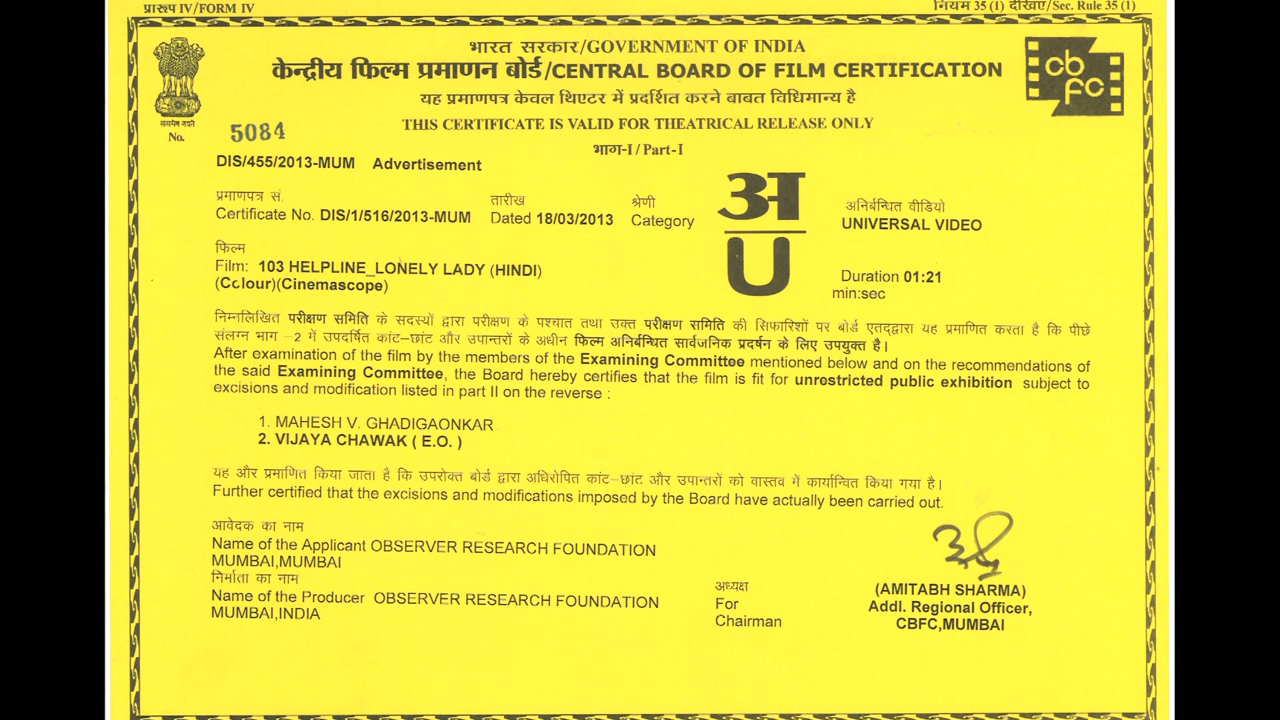 प्रारूप IV/FORM IV
नियम 35 (1) देखिए/Sec. Rule 35 (1)
भारत सरकार/GOVERNMENT OF INDIA
केन्द्रीय फिल्म प्रमाणन बोर्ड/CENTRAL BOARD OF FILM CERTIFICATION
cb
fc
यह प्रमाणपत्र केवल थिएटर में प्रदर्शित करने बाबत विधिमान्य है
सत्यमेव जयते
No. 5084
THIS CERTIFICATE IS VALID FOR THEATRICAL RELEASE ONLY
भाग-I / Part-I
DIS/455/2013-MUM Advertisement
प्रमाणपत्र सं. तारीख श्रेणी
अ
U
अनिर्बन्धित वीडियो
Certificate No. DIS/1/516/2013-MUM Dated 18/03/2013 Category
UNIVERSAL VIDEO
फिल्म
Film: 103 HELPLINE_LONELY LADY (HINDI)
(Colour)(Cinemascope)
Duration 01:21
min:sec
निम्नलिखित परीक्षण समिति के सदस्यों द्वारा परीक्षण के पश्चात तथा उक्त परीक्षण समिति की सिफारिशों पर बोर्ड एतद्द्वारा यह प्रमाणित करता है कि पीछे
संलग्न भाग –2 में उपदर्षित कांट–छांट और उपान्तरों के अधीन फिल्म अनिर्बन्धित सार्वजनिक प्रदर्षन के लिए उपयुक्त है।
After examination of the film by the members of the Examining Committee mentioned below and on the recommendations of
the said Examining Committee, the Board hereby certifies that the film is fit for unrestricted public exhibition subject to
excisions and modification listed in part II on the reverse :
1. MAHESH V. GHADIGAONKAR
2. VIJAYA CHAWAK ( E.O. )
यह और प्रमाणित किया जाता है कि उपरोक्त बोर्ड द्वारा अधिरोपित कांट–छांट और उपान्तरों को वास्तव में कार्यान्वित किया गया है।
Further certified that the excisions and modifications imposed by the Board have actually been carried out.
आवेदक का नाम
Name of the Applicant OBSERVER RESEARCH FOUNDATION
MUMBAI,MUMBAI
निर्माता का नाम
Name of the Producer OBSERVER RESEARCH FOUNDATION
MUMBAI,INDIA
अध्यक्ष
For
Chairman
(AMITABH SHARMA)
Addl. Regional Officer,
CBFC,MUMBAI